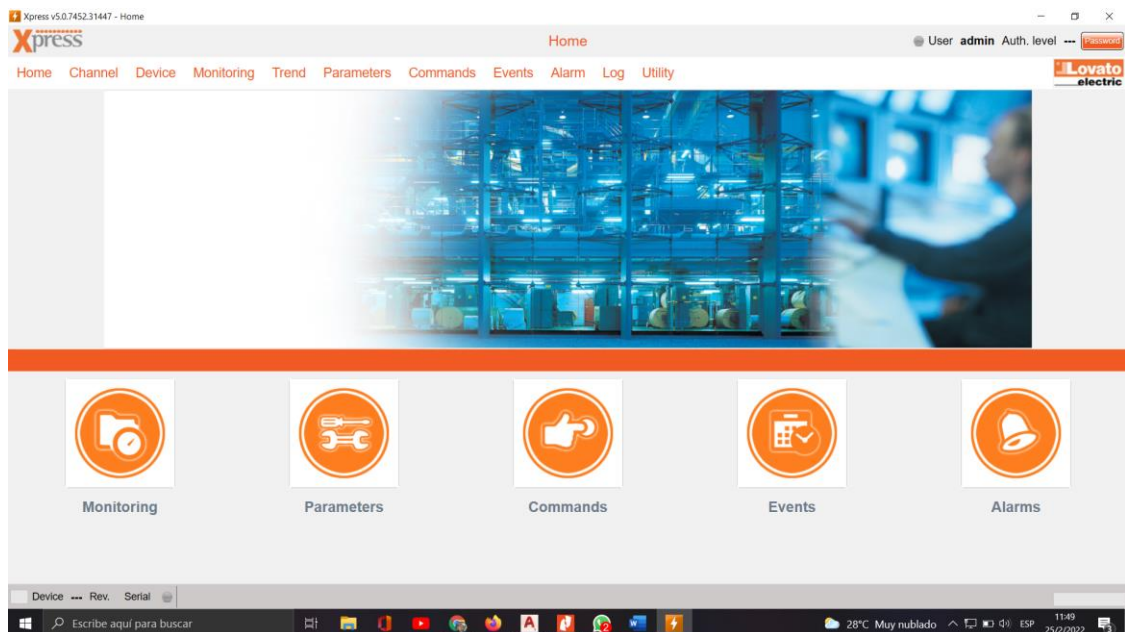 Xpress v5.0.7452.31447 - Home
Xpress
Home
User admin Auth. level --- Password
Home Channel Device Monitoring Trend Parameters Commands Events Alarm Log Utility
Lovato
electric
Monitoring
Parameters
Commands
Events
Alarms
Device --- Rev. Serial
Escribe aquí para buscar
28°C Muy nublado
ESP
11:49
25/2/2022